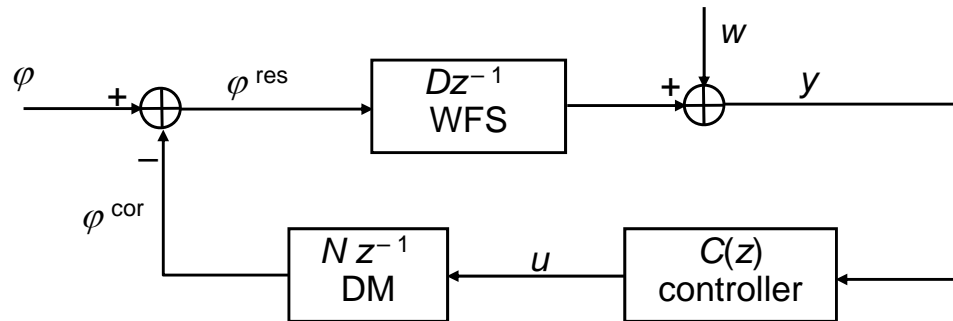 w
φ
+
φ res
Dz⁻¹
WFS
+
y
−
φ cor
N z⁻¹
DM
u
C(z)
controller